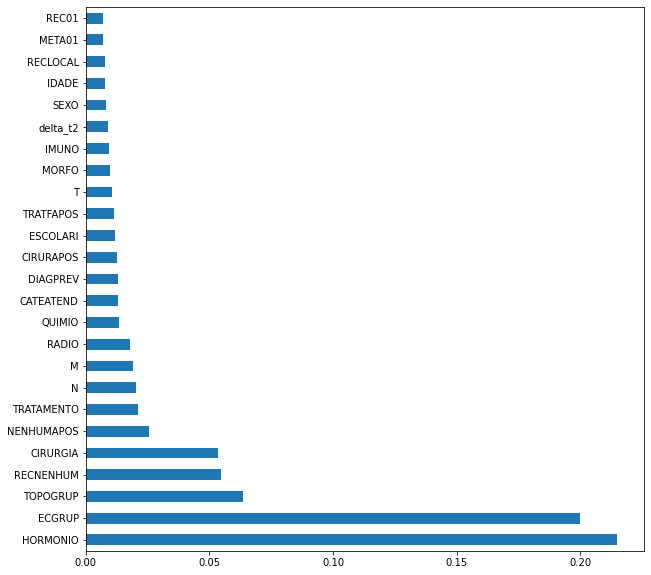 REC01
META01
RECLOCAL
IDADE
SEXO
delta_t2
IMUNO
MORFO
T
TRATFAPOS
ESCOLARI
CIRURAPOS
DIAGPREV
CATEATEND
QUIMIO
RADIO
M
N
TRATAMENTO
NENHUMAPOS
CIRURGIA
RECNENHUM
TOPOGRUP
ECGRUP
HORMONIO
0.00 0.05 0.10 0.15 0.20